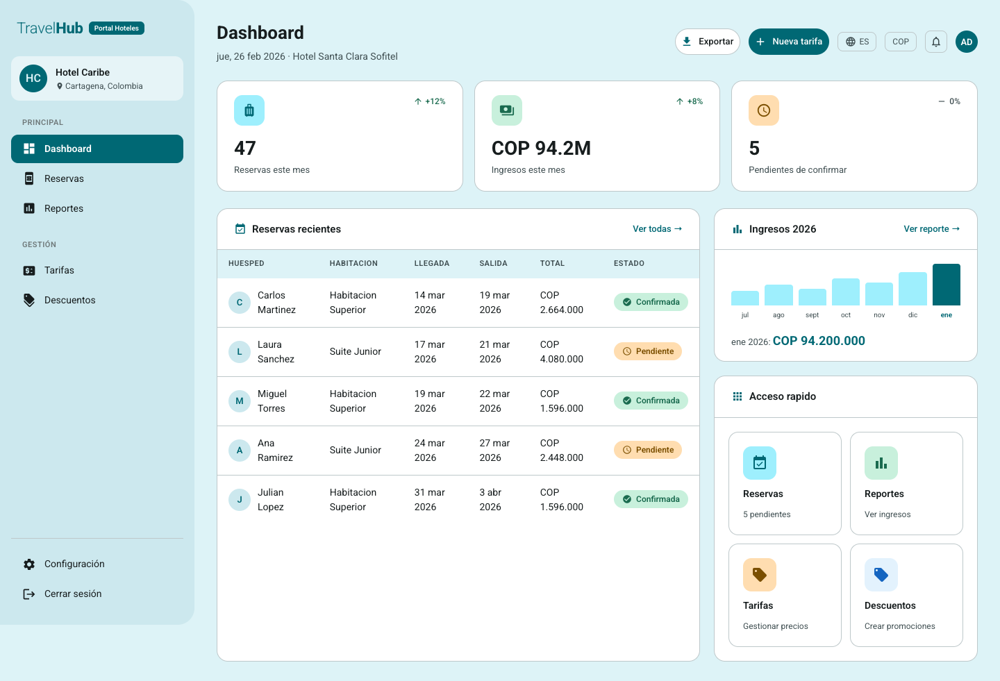 TravelHub Portal Hoteles
HC
Hotel Caribe
Cartagena, Colombia
PRINCIPAL
Dashboard
Reservas
Reportes
GESTIÓN
Tarifas
Descuentos
Configuración
Cerrar sesión
Dashboard
jue, 26 feb 2026 · Hotel Santa Clara Sofitel
Exportar
Nueva tarifa
ES
COP
AD
+12%
47
Reservas este mes
+8%
COP 94.2M
Ingresos este mes
0%
5
Pendientes de confirmar
Reservas recientes
Ver todas →
HUESPED HABITACION LLEGADA SALIDA TOTAL ESTADO
C Carlos Martinez Habitacion Superior 14 mar 2026 19 mar 2026 COP 2.664.000 Confirmada
L Laura Sanchez Suite Junior 17 mar 2026 21 mar 2026 COP 4.080.000 Pendiente
M Miguel Torres Habitacion Superior 19 mar 2026 22 mar 2026 COP 1.596.000 Confirmada
A Ana Ramirez Suite Junior 24 mar 2026 27 mar 2026 COP 2.448.000 Pendiente
J Julian Lopez Habitacion Superior 31 mar 2026 3 abr 2026 COP 1.596.000 Confirmada
Ingresos 2026
Ver reporte →
jul ago sept oct nov dic ene
ene 2026: COP 94.200.000
Acceso rapido
Reservas
5 pendientes
Reportes
Ver ingresos
Tarifas
Gestionar precios
Descuentos
Crear promociones